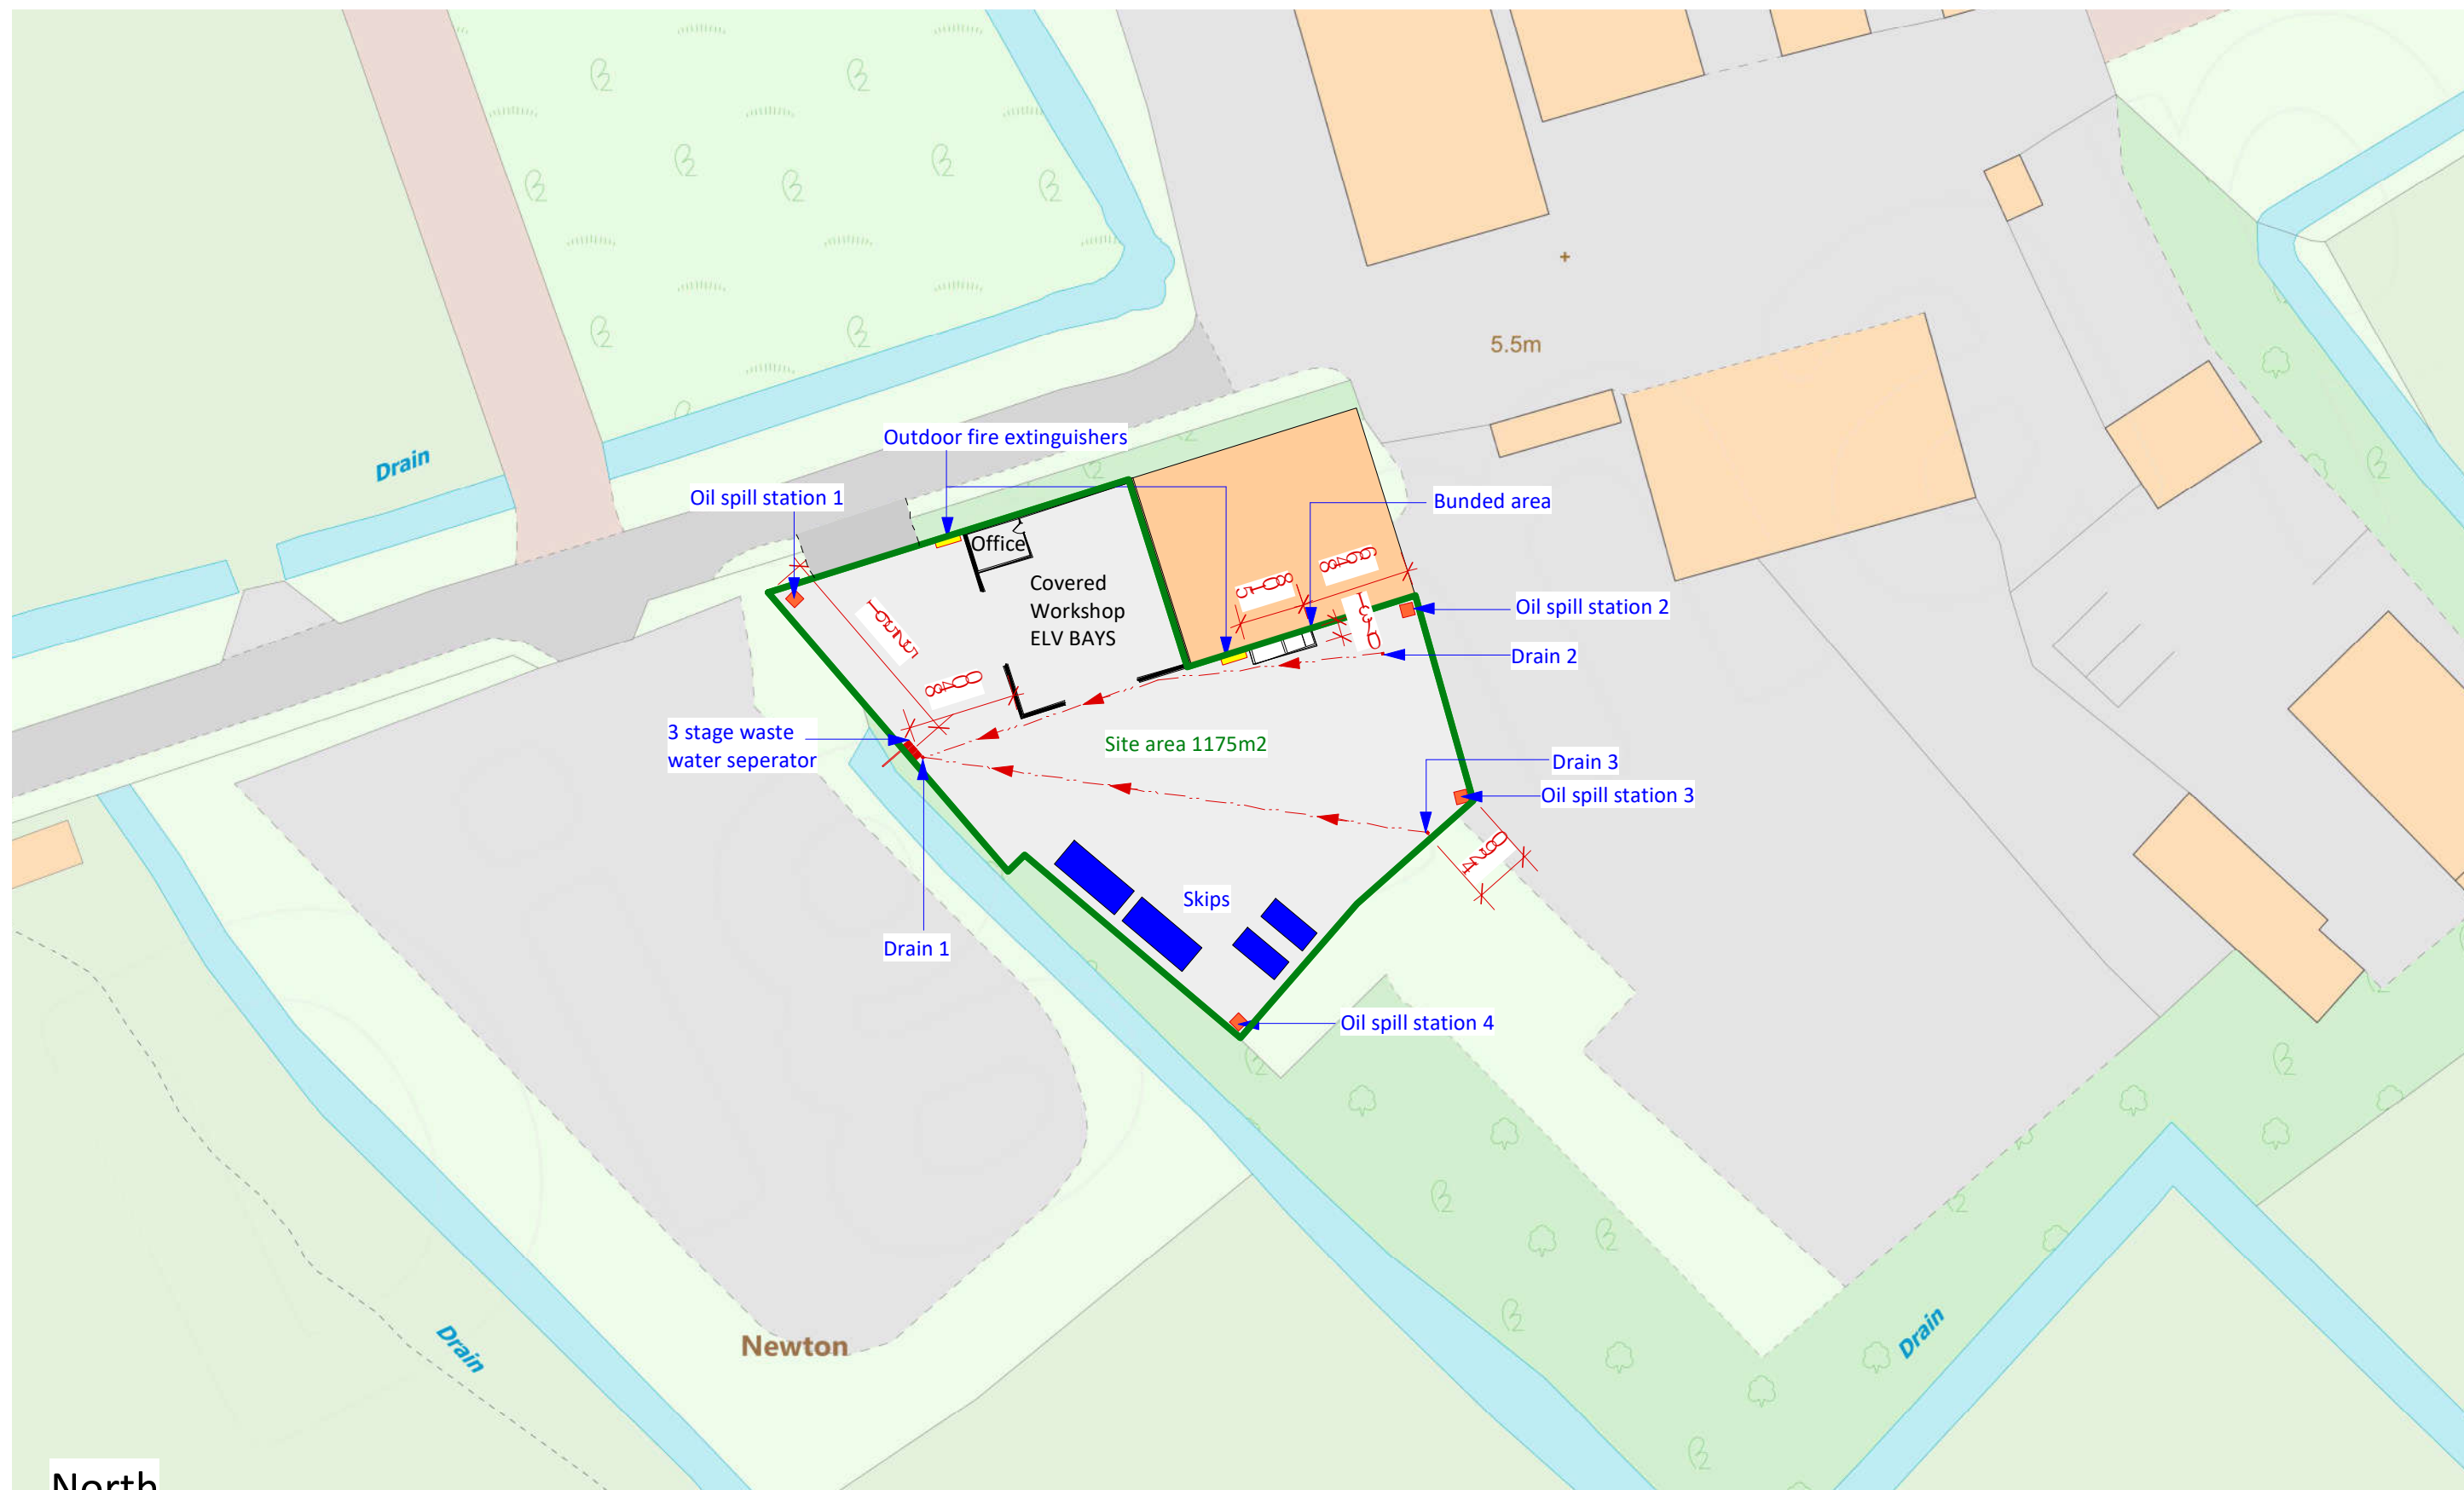 Drain
Outdoor fire extinguishers
Oil spill station 1
Bunded area
5.5m
Office
Covered
Workshop
ELV BAYS
1370
Oil spill station 2
Drain 2
3 stage waste
water seperator
Site area 1175m2
Drain 3
Oil spill station 3
Skips
Drain 1
Oil spill station 4
Newton
Drain
Drain
North